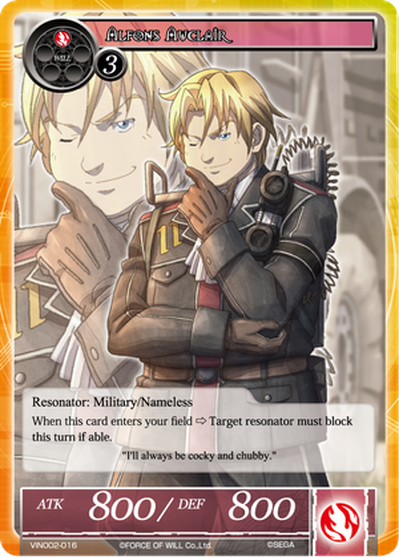 Alfons Auclair
WILL
3
11
Resonator: Military/Nameless
When this card enters your field ⇨ Target resonator must block
this turn if able.
"I'll always be cocky and chubby."
ATK 800 / DEF 800
VIN002-016 ©FORCE OF WILL Co.,Ltd. ©SEGA